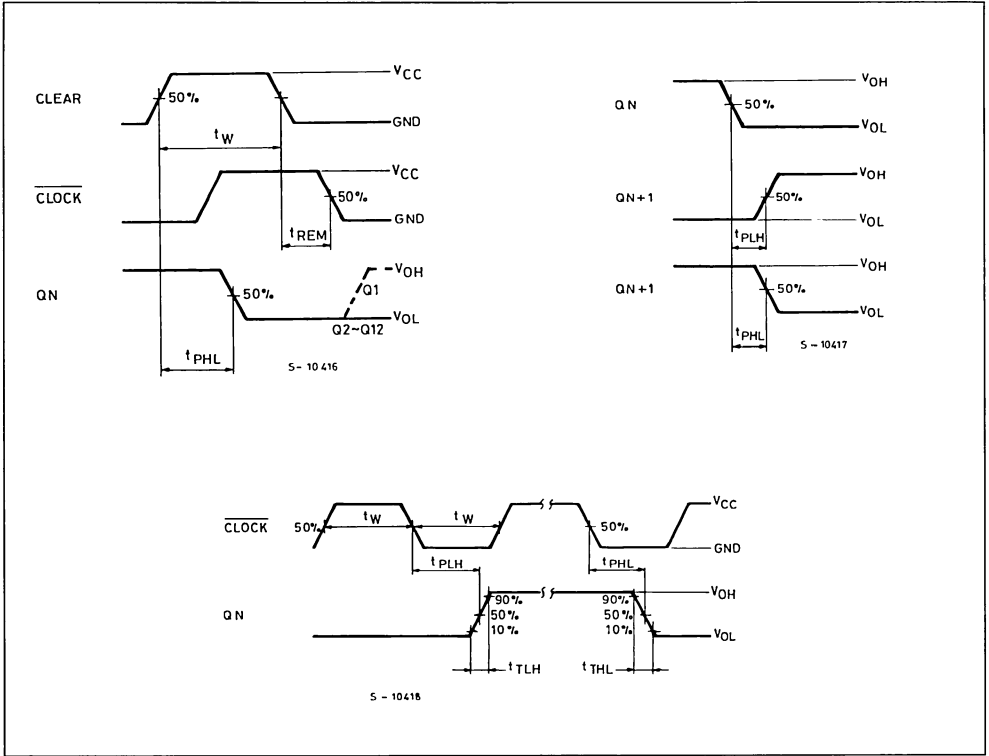 CLEAR
50%
VCC
GND
tW
CLOCK
VCC
50%
GND
tREM
QN
50%
VOH
Q1
VOL
Q2~Q12
tPHL
S-10416
QN
VOH
50%
VOL
QN+1
VOH
50%
VOL
tPLH
QN+1
VOH
50%
VOL
tPHL
S-10417
CLOCK
50%
tW
tW
50%
VCC
GND
tPLH
tPHL
QN
90%
50%
10%
90%
50%
10%
VOH
VOL
tTLH
tTHL
S-10418